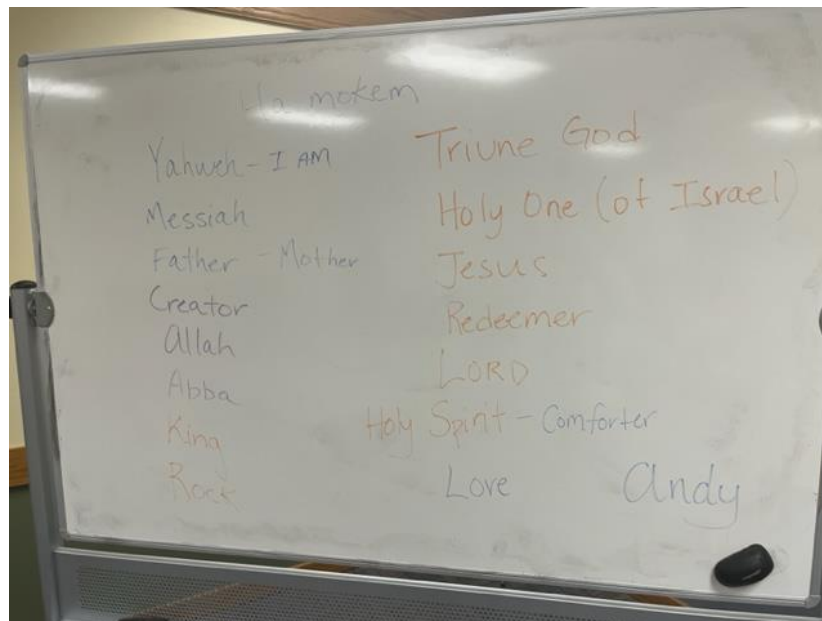 Ha mokem
Yahweh - I AM
Messiah
Father - Mother
Creator
Allah
Abba
King
Rock
Triune God
Holy One (of Israel)
Jesus
Redeemer
LORD
Holy Spirit - Comforter
Love
Andy